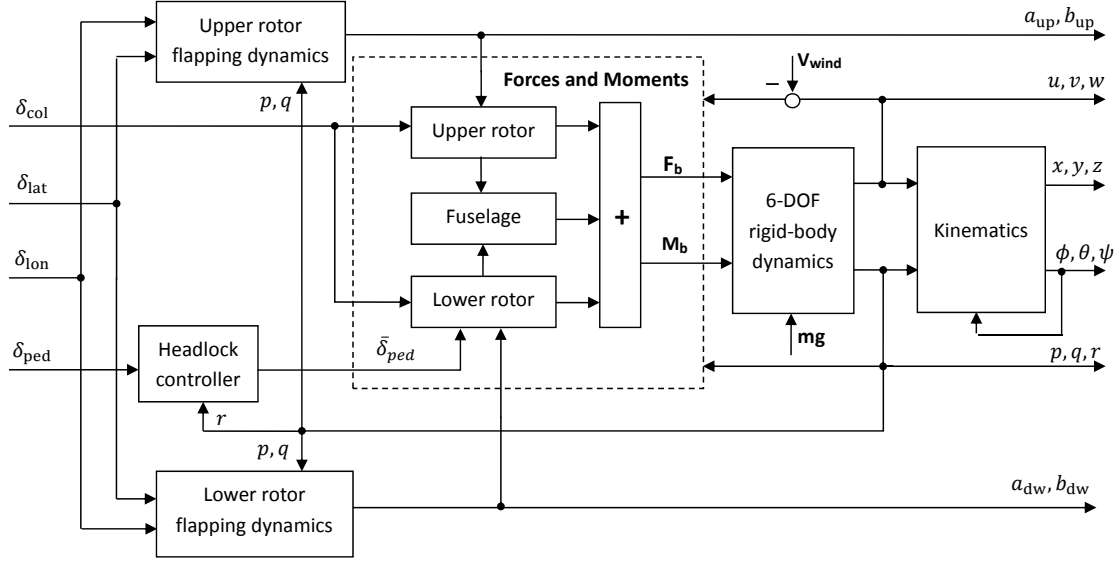 Upper rotor
flapping dynamics
a_up, b_up
Forces and Moments
V_wind
−
u, v, w
p, q
δ_col
Upper rotor
F_b
x, y, z
δ_lat
Fuselage
+
6-DOF
rigid-body
dynamics
Kinematics
M_b
δ_lon
Lower rotor
ϕ, θ, ψ
mg
δ_ped
Headlock
controller
δ̄_ped
p, q, r
r
p, q
Lower rotor
flapping dynamics
a_dw, b_dw